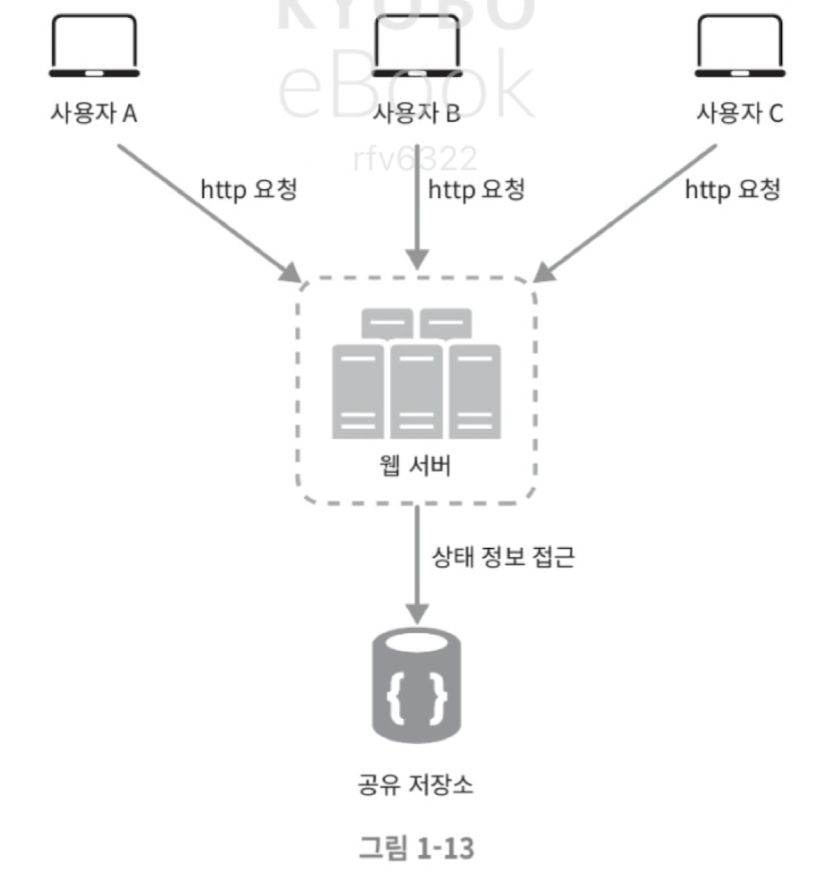 KYOBO
eBook
rfv6322
사용자 A
사용자 B
사용자 C
http 요청
http 요청
http 요청
웹 서버
상태 정보 접근
{ }
공유 저장소
그림 1-13